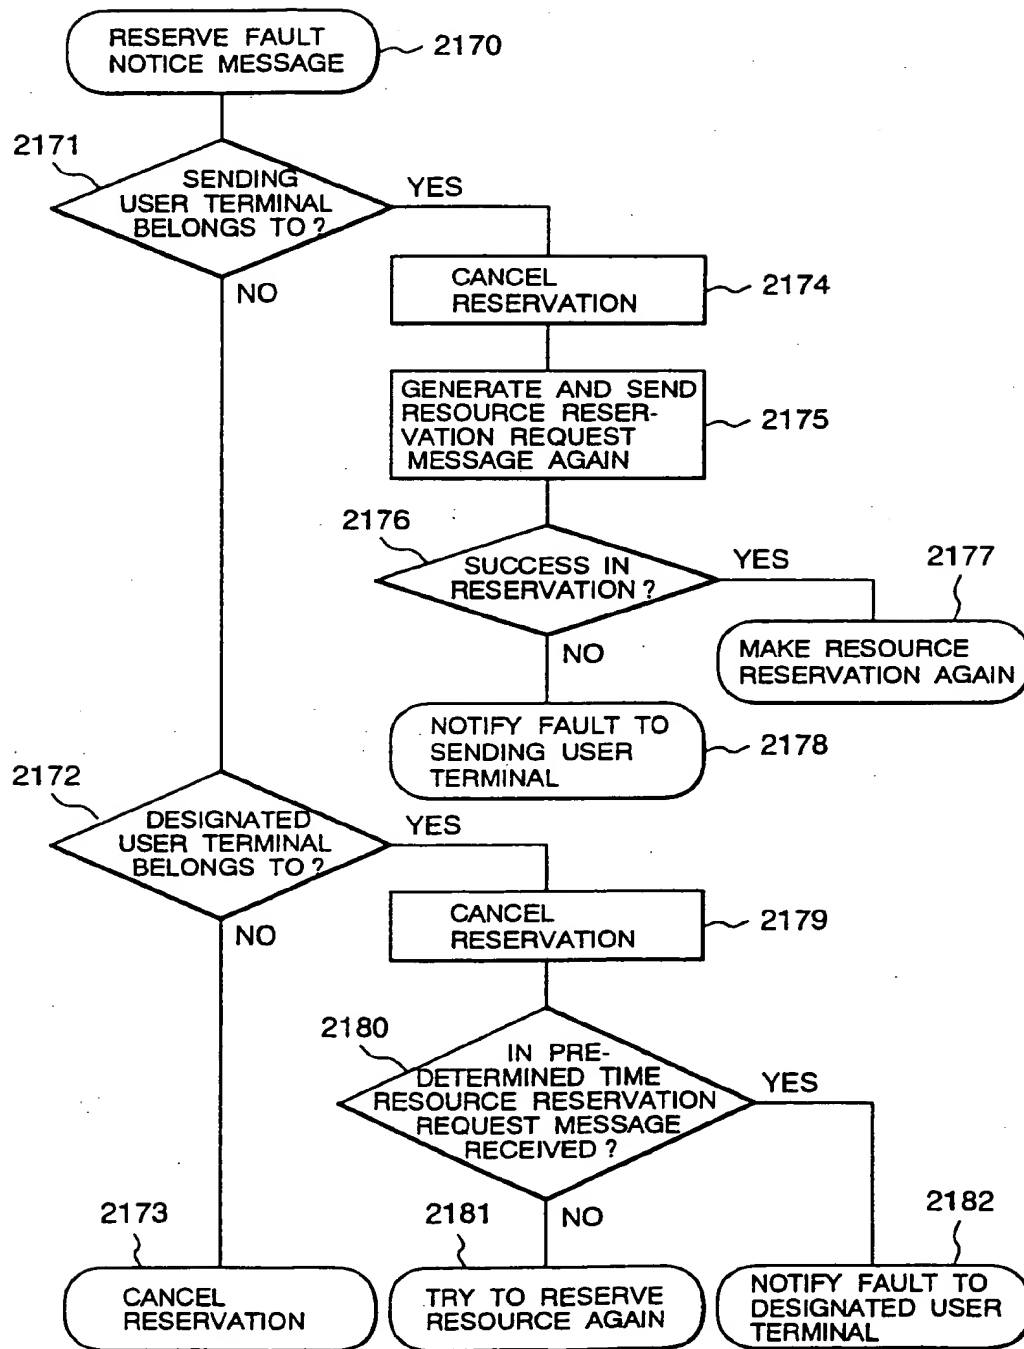 RESERVE FAULT
NOTICE MESSAGE
2170
2171
SENDING
USER TERMINAL
BELONGS TO ?
YES
NO
CANCEL
RESERVATION
2174
GENERATE AND SEND
RESOURCE RESER-
VATION REQUEST
MESSAGE AGAIN
2175
2176
SUCCESS IN
RESERVATION ?
YES
2177
NO
MAKE RESOURCE
RESERVATION AGAIN
NOTIFY FAULT TO
SENDING USER
TERMINAL
2178
2172
DESIGNATED
USER TERMINAL
BELONGS TO ?
YES
NO
CANCEL
RESERVATION
2179
2180
IN PRE-
DETERMINED TIME
RESOURCE RESERVATION
REQUEST MESSAGE
RECEIVED ?
YES
NO
2173
2181
2182
CANCEL
RESERVATION
TRY TO RESERVE
RESOURCE AGAIN
NOTIFY FAULT TO
DESIGNATED USER
TERMINAL